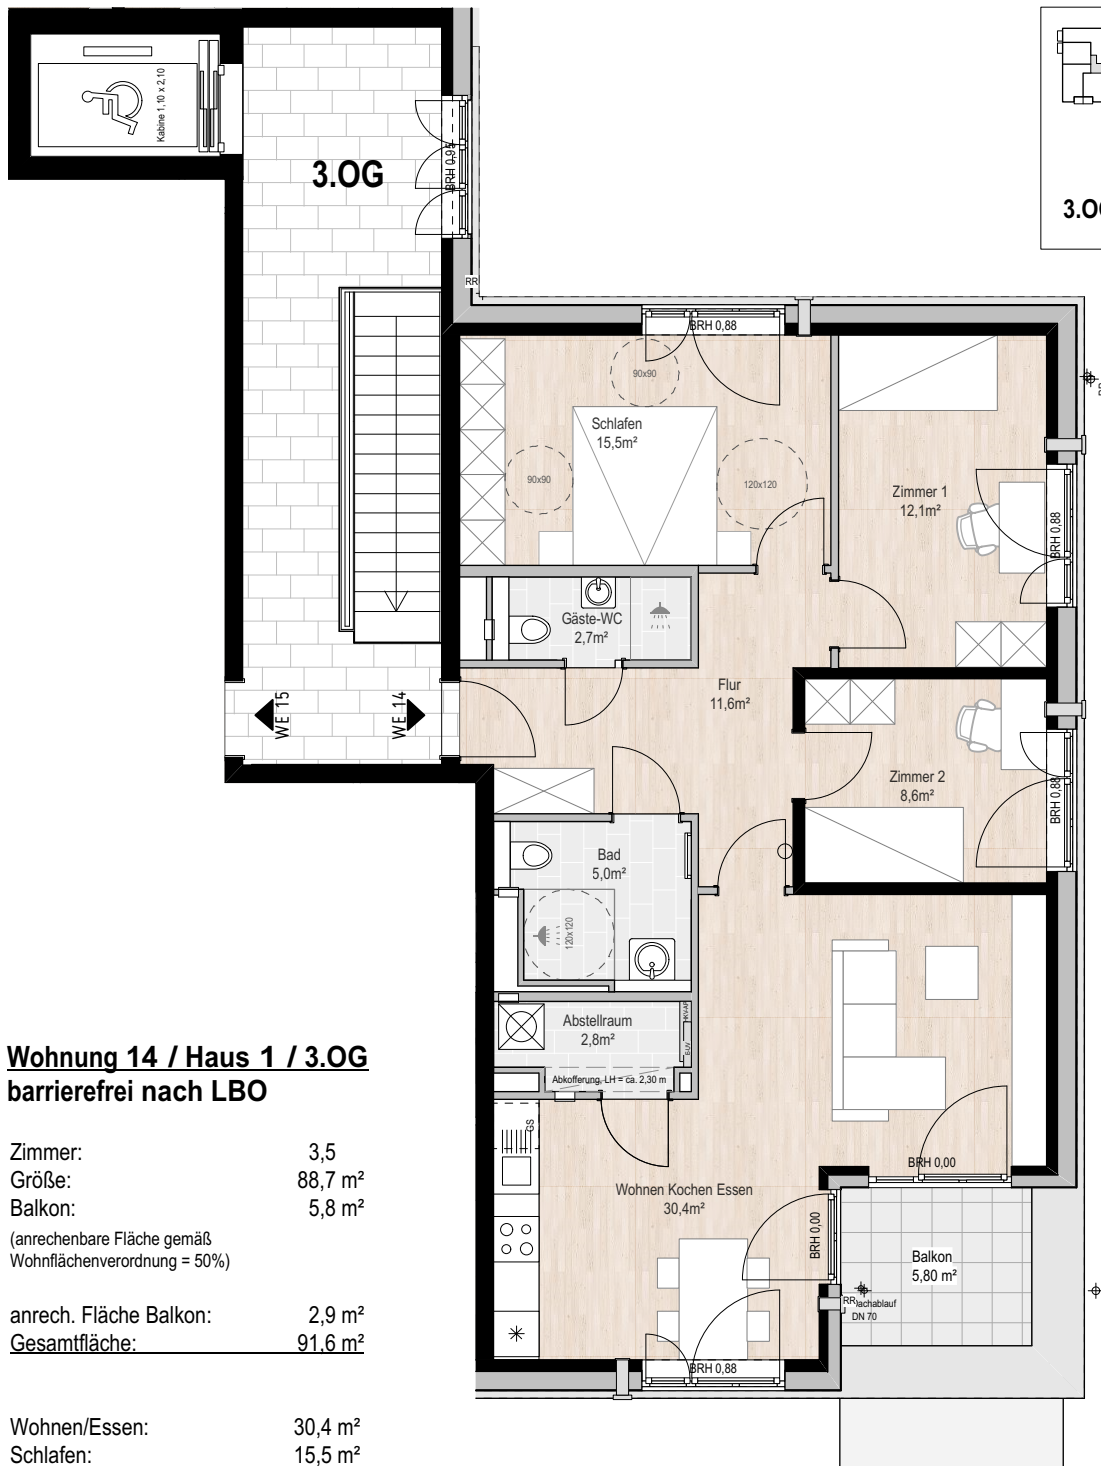 Kabine 1,10 x 2,10
3.OG
BRH 0,95
RR
3.OG
BRH 0,88
90x90
Schlafen
15,5m²
90x90
120x120
Zimmer 1
12,1m²
BRH 0,88
Gäste-WC
2,7m²
Flur
11,6m²
WE 15
WE 14
Zimmer 2
8,6m²
BRH 0,88
Bad
5,0m²
120x120
Abstellraum
2,8m²
Abkofferung, LH = ca. 2,30 m
GS
BRH 0,00
Wohnen Kochen Essen
30,4m²
BRH 0,00
Balkon
5,80 m²
RR
DN 70
BRH 0,88
Wohnung 14 / Haus 1 / 3.OG
barrierefrei nach LBO
Zimmer: 3,5
Größe: 88,7 m²
Balkon: 5,8 m²
(anrechenbare Fläche gemäß
Wohnflächenverordnung = 50%)
anrech. Fläche Balkon: 2,9 m²
Gesamtfläche: 91,6 m²
Wohnen/Essen: 30,4 m²
Schlafen: 15,5 m²